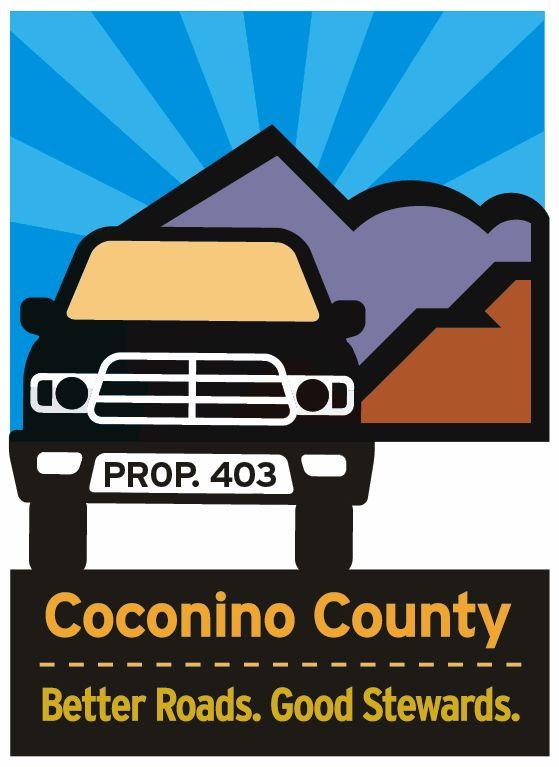 PROP. 403
Coconino County
Better Roads. Good Stewards.